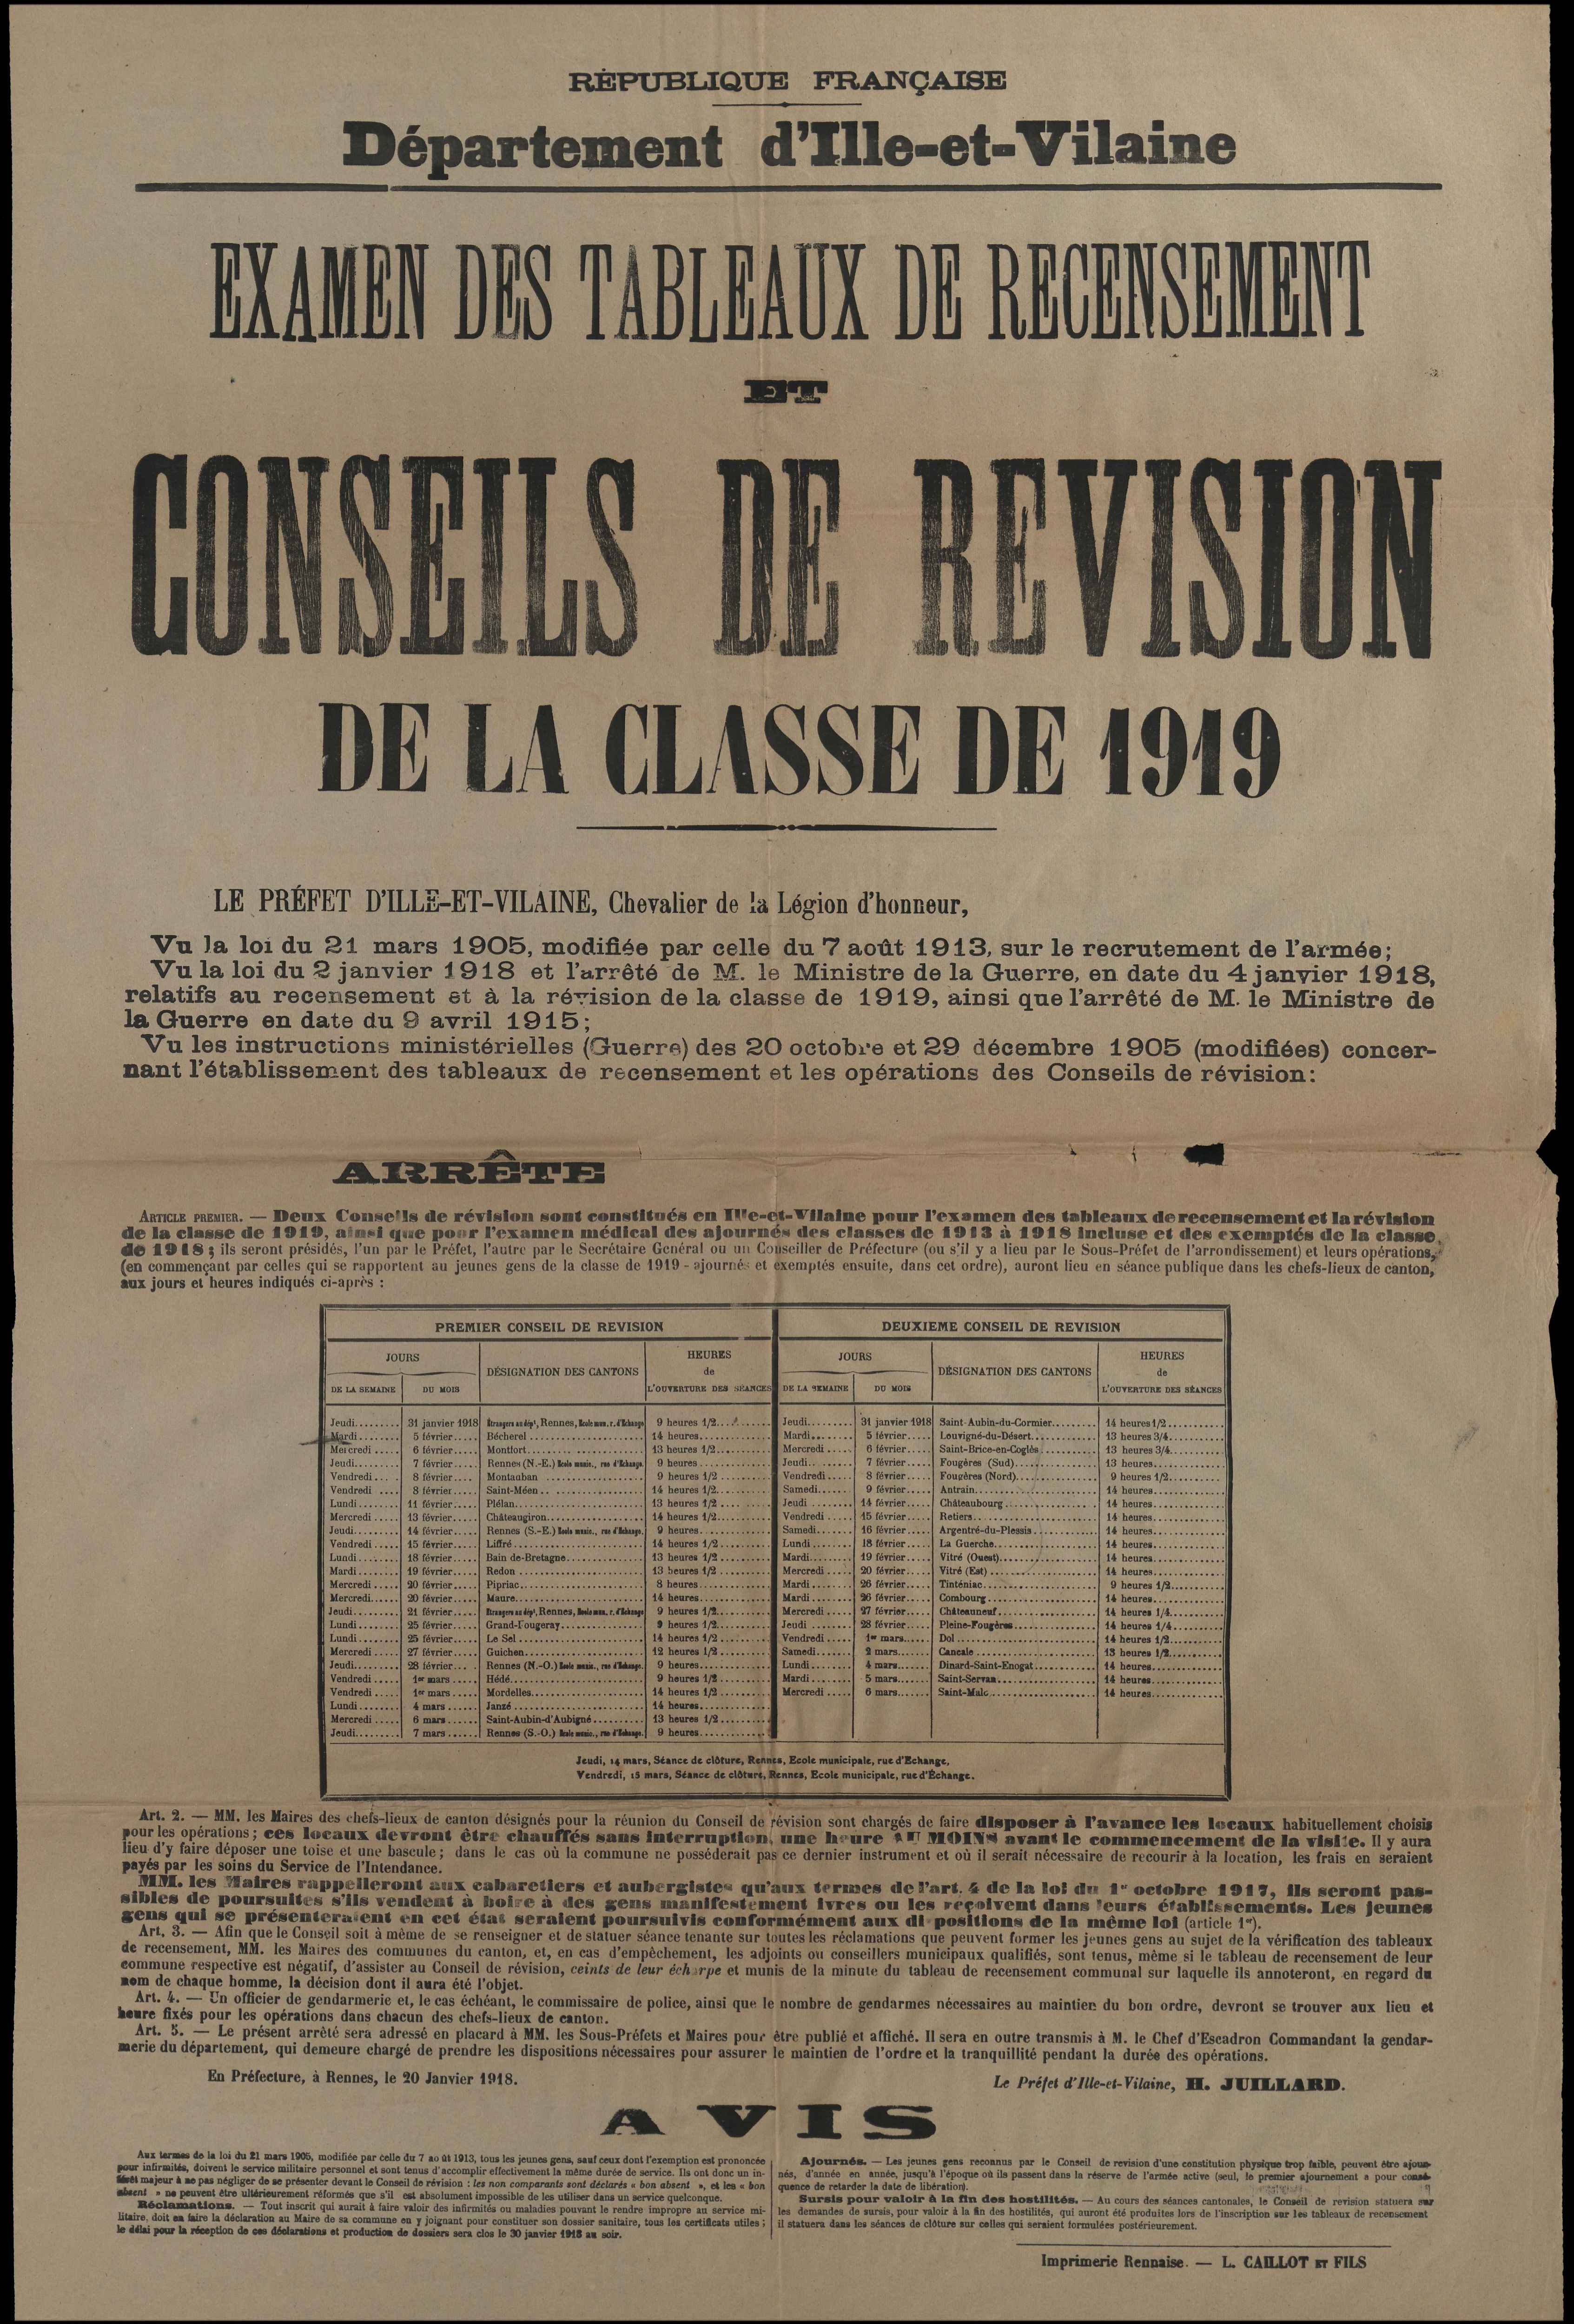 RÉPUBLIQUE FRANÇAISE
Département d'Ille-et-Vilaine
EXAMEN DES TABLEAUX DE RECENSEMENT
ET
CONSEILS DE REVISION
DE LA CLASSE DE 1919
LE PRÉFET D'ILLE-ET-VILAINE, Chevalier de la Légion d'honneur,
Vu la loi du 21 mars 1905, modifiée par celle du 7 août 1913, sur le recrutement de l'armée;
Vu la loi du 2 janvier 1918 et l'arrêté de M. le Ministre de la Guerre, en date du 4 janvier 1918,
relatifs au recensement et à la révision de la classe de 1919, ainsi que l'arrêté de M. le Ministre de
la Guerre en date du 9 avril 1915;
Vu les instructions ministérielles (Guerre) des 20 octobre et 29 décembre 1905 (modifiées) concer-
nant l'établissement des tableaux de recensement et les opérations des Conseils de révision:
ARRÊTE
ARTICLE PREMIER. — Deux Conseils de révision sont constitués en Ille-et-Vilaine pour l'examen des tableaux de recensement et la révision
de la classe de 1919, ainsi que pour l'examen médical des ajournés des classes de 1913 à 1918 incluse et des exemptés de la classe
de 1918; ils seront présidés, l'un par le Préfet, l'autre par le Secrétaire Général ou un Conseiller de Préfecture (ou s'il y a lieu par le Sous-Préfet de l'arrondissement) et leurs opérations,
(en commençant par celles qui se rapportent au jeunes gens de la classe de 1919 - ajournés et exemptés ensuite, dans cet ordre), auront lieu en séance publique dans les chefs-lieux de canton,
aux jours et heures indiqués ci-après :
PREMIER CONSEIL DE REVISION
JOURS DÉSIGNATION DES CANTONS HEURES de L'OUVERTURE DES SÉANCES
DE LA SEMAINE DU MOIS
Jeudi......... 31 janvier 1918 Étrangers au dépt, Rennes, Ecole mun. r. d'Echange 9 heures 1/2
Mardi........ 5 février..... Bécherel 14 heures
Mercredi.... 6 février..... Montfort 13 heures 1/2
Jeudi......... 7 février..... Rennes (N.-E.) Ecole munic., rue d'Echange. 9 heures
Vendredi.... 8 février..... Montauban 9 heures 1/2
Vendredi.... 8 février..... Saint-Méen 14 heures 1/2
Lundi........ 11 février..... Plélan 13 heures 1/2
Mercredi.... 13 février..... Châteaugiron 14 heures 1/2
Jeudi......... 14 février..... Rennes (S.-E.) Ecole munic., rue d'Echange. 9 heures
Vendredi.... 15 février..... Liffré 14 heures 1/2
Lundi........ 18 février..... Bain de-Bretagne 13 heures 1/2
Mardi........ 19 février..... Redon 13 heures 1/2
Mercredi.... 20 février..... Pipriac 8 heures
Mercredi.... 20 février..... Maure 14 heures
Jeudi......... 21 février..... Étrangers au dépt, Rennes, Ecole mun. r. d'Echange 9 heures 1/2
Lundi........ 25 février..... Grand-Fougeray 9 heures 1/2
Lundi........ 25 février..... Le Sel 14 heures 1/2
Mercredi.... 27 février..... Guichen 12 heures 1/2
Jeudi......... 28 février..... Rennes (N.-O.) Ecole munic., rue d'Echange. 9 heures
Vendredi.... 1er mars..... Hédé 9 heures 1/2
Vendredi.... 1er mars..... Mordelles 14 heures 1/2
Lundi........ 4 mars..... Janzé 14 heures
Mercredi.... 6 mars..... Saint-Aubin-d'Aubigné 13 heures 1/2
Jeudi......... 7 mars..... Rennes (S.-O.) Ecole munic., rue d'Echange. 9 heures
DEUXIEME CONSEIL DE REVISION
JOURS DÉSIGNATION DES CANTONS HEURES de L'OUVERTURE DES SÉANCES
DE LA SEMAINE DU MOIS
Jeudi........ 31 janvier 1918 Saint-Aubin-du-Cormier 14 heures 1/2
Mardi....... 5 février..... Louvigné-du-Désert 13 heures 3/4
Mercredi.... 6 février..... Saint-Brice-en-Coglès 13 heures 3/4
Jeudi........ 7 février..... Fougères (Sud) 13 heures
Vendredi.... 8 février..... Fougères (Nord) 9 heures 1/2
Samedi...... 9 février..... Antrain 14 heures
Jeudi........ 14 février..... Châteaubourg 14 heures
Vendredi.... 15 février..... Retiers 14 heures
Samedi...... 16 février..... Argentré-du-Plessis 14 heures
Lundi....... 18 février..... La Guerche 14 heures
Mardi....... 19 février..... Vitré (Ouest) 14 heures
Mercredi.... 20 février..... Vitré (Est) 14 heures
Mardi....... 26 février..... Tinténiac 9 heures 1/2
Mardi....... 26 février..... Combourg 14 heures
Mercredi.... 27 février..... Châteauneuf 14 heures 1/4
Jeudi........ 28 février..... Pleine-Fougères 14 heures 1/4
Vendredi.... 1er mars..... Dol 14 heures 1/2
Samedi...... 2 mars..... Cancale 13 heures 1/2
Lundi....... 4 mars..... Dinard-Saint-Enogat 14 heures
Mardi....... 5 mars..... Saint-Servan 14 heures
Mercredi.... 6 mars..... Saint-Malo 14 heures
Jeudi, 14 mars, Séance de clôture, Rennes, Ecole municipale, rue d'Echange.
Vendredi, 15 mars, Séance de clôture, Rennes, Ecole municipale, rue d'Échange.
Art. 2. — MM. les Maires des chefs-lieux de canton désignés pour la réunion du Conseil de révision sont chargés de faire disposer à l'avance les locaux habituellement choisis
pour les opérations; ces locaux devront être chauffés sans interruption, une heure AU MOINS avant le commencement de la visite. Il y aura
lieu d'y faire déposer une toise et une bascule; dans le cas où la commune ne posséderait pas ce dernier instrument et où il serait nécessaire de recourir à la location, les frais en seraient
payés par les soins du Service de l'Intendance.
MM. les Maires rappelleront aux cabaretiers et aubergistes qu'aux termes de l'art. 4 de la loi du 1er octobre 1917, ils seront pas-
sibles de poursuites s'ils vendent à boire à des gens manifestement ivres ou les reçoivent dans leurs établissements. Les jeunes
gens qui se présenteraient en cet état seraient poursuivis conformément aux dispositions de la même loi (article 1er).
Art. 3. — Afin que le Conseil soit à même de se renseigner et de statuer séance tenante sur toutes les réclamations que peuvent former les jeunes gens au sujet de la vérification des tableaux
de recensement, MM. les Maires des communes du canton, et, en cas d'empêchement, les adjoints ou conseillers municipaux qualifiés, sont tenus, même si le tableau de recensement de leur
commune respective est négatif, d'assister au Conseil de révision, ceints de leur écharpe et munis de la minute du tableau de recensement communal sur laquelle ils annoteront, en regard du
nom de chaque homme, la décision dont il aura été l'objet.
Art. 4. — Un officier de gendarmerie et, le cas échéant, le commissaire de police, ainsi que le nombre de gendarmes nécessaires au maintien du bon ordre, devront se trouver aux lieu et
heure fixés pour les opérations dans chacun des chefs-lieux de canton.
Art. 5. — Le présent arrêté sera adressé en placard à MM. les Sous-Préfets et Maires pour être publié et affiché. Il sera en outre transmis à M. le Chef d'Escadron Commandant la gendar-
merie du département, qui demeure chargé de prendre les dispositions nécessaires pour assurer le maintien de l'ordre et la tranquillité pendant la durée des opérations.
En Préfecture, à Rennes, le 20 Janvier 1918.
Le Préfet d'Ille-et-Vilaine, H. JUILLARD.
AVIS
Aux termes de la loi du 21 mars 1905, modifiée par celle du 7 août 1913, tous les jeunes gens, sauf ceux dont l'exemption est prononcée
pour infirmités, doivent le service militaire personnel et sont tenus d'accomplir effectivement la même durée de service. Ils ont donc un in-
térêt majeur à ne pas négliger de se présenter devant le Conseil de révision : les non comparants sont déclarés « bon absent », et les « bon
absent » ne peuvent être ultérieurement réformés que s'il est absolument impossible de les utiliser dans un service quelconque.
Réclamations. — Tout inscrit qui aurait à faire valoir des infirmités ou maladies pouvant le rendre impropre au service mi-
litaire, doit en faire la déclaration au Maire de sa commune en y joignant pour constituer son dossier sanitaire, tous les certificats utiles ;
le délai pour la réception de ces déclarations et production de dossiers sera clos le 30 janvier 1918 au soir.
Ajournés. — Les jeunes gens reconnus par le Conseil de revision d'une constitution physique trop faible, peuvent être ajour-
nés, d'année en année, jusqu'à l'époque où ils passent dans la réserve de l'armée active (seul, le premier ajournement a pour consé-
quence de retarder la date de libération).
Sursis pour valoir à la fin des hostilités. — Au cours des séances cantonales, le Conseil de revision statuera sur
les demandes de sursis, pour valoir à la fin des hostilités, qui auront été produites lors de l'inscription sur les tableaux de recensement
il statuera dans les séances de clôture sur celles qui seraient formulées postérieurement.
Imprimerie Rennaise. — L. CAILLOT ET FILS